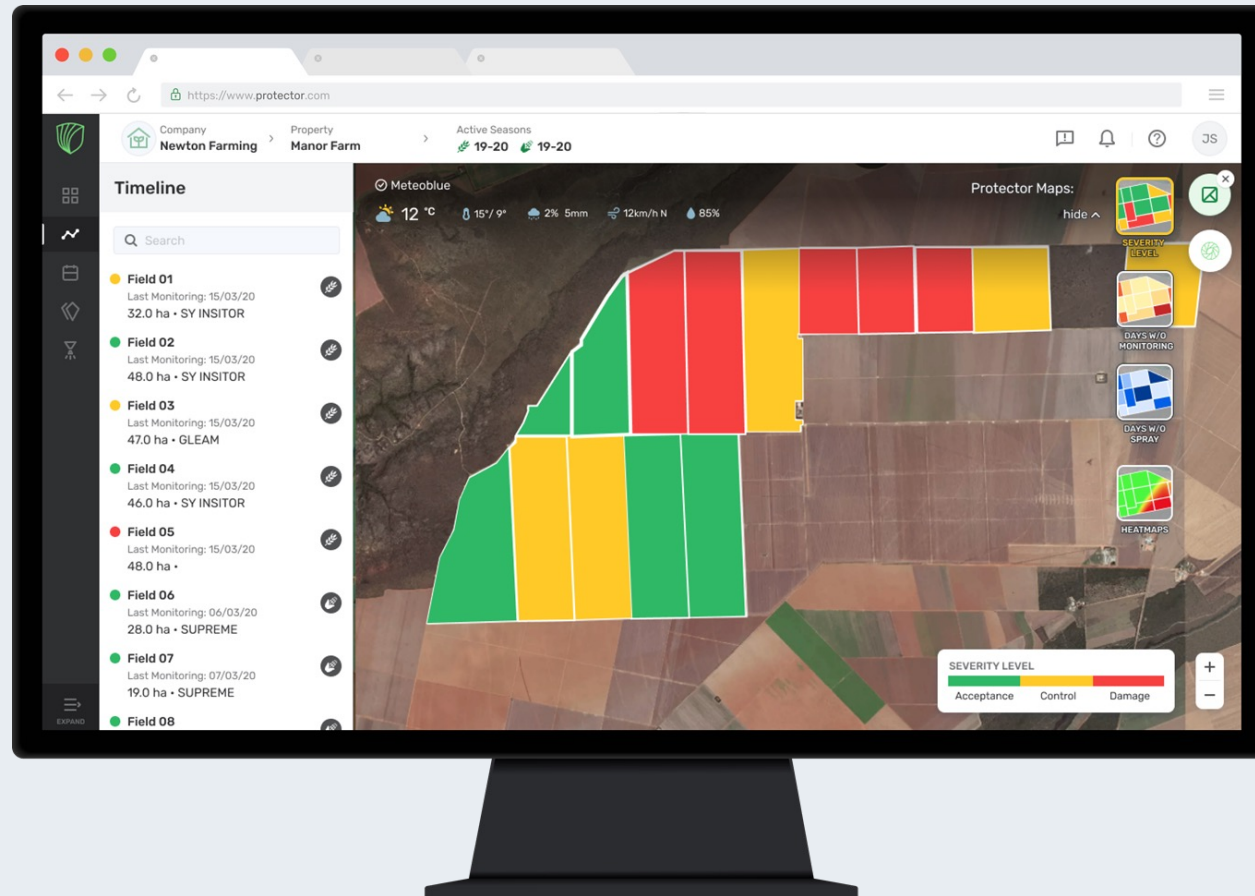 https://www.protector.com
Company
Newton Farming
Property
Manor Farm
Active Seasons
19-20 19-20
JS
Timeline
Search
Field 01
Last Monitoring: 15/03/20
32.0 ha • SY INSITOR
Field 02
Last Monitoring: 15/03/20
48.0 ha • SY INSITOR
Field 03
Last Monitoring: 15/03/20
47.0 ha • GLEAM
Field 04
Last Monitoring: 15/03/20
46.0 ha • SY INSITOR
Field 05
Last Monitoring: 15/03/20
48.0 ha •
Field 06
Last Monitoring: 06/03/20
28.0 ha • SUPREME
Field 07
Last Monitoring: 07/03/20
19.0 ha • SUPREME
Field 08
EXPAND
Meteoblue
12 °C 15°/ 9° 2% 5mm 12km/h N 85%
Protector Maps:
hide
SEVERITY
LEVEL
DAYS W/O
MONITORING
DAYS W/O
SPRAY
HEATMAPS
SEVERITY LEVEL
Acceptance Control Damage
+
−